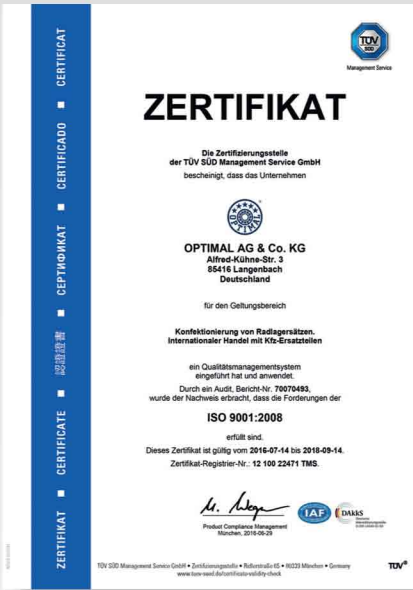 TÜV
SÜD
Management Service
ZERTIFIKAT
Die Zertifizierungsstelle
der TÜV SÜD Management Service GmbH
bescheinigt, dass das Unternehmen
OPTIMAL
OPTIMAL AG & Co. KG
Alfred-Kühne-Str. 3
85416 Langenbach
Deutschland
für den Geltungsbereich
Konfektionierung von Radlagersätzen.
Internationaler Handel mit Kfz-Ersatzteilen
ein Qualitätsmanagementsystem
eingeführt hat und anwendet.
Durch ein Audit, Bericht-Nr. 70070493,
wurde der Nachweis erbracht, dass die Forderungen der
ISO 9001:2008
erfüllt sind.
Dieses Zertifikat ist gültig vom 2016-07-14 bis 2018-09-14.
Zertifikat-Registrier-Nr.: 12 100 22471 TMS.
Product Compliance Management
München, 2016-06-29
IAF
DAkkS
TÜV SÜD Management Service GmbH • Zertifizierungsstelle • Ridlerstraße 65 • 80339 München • Germany
www.tuev-sued.de/certificate-validity-check
TÜV®
ZERTIFIKAT ■ CERTIFICATE ■ 認證證書 ■ СЕРТИФИКАТ ■ CERTIFICADO ■ CERTIFICAT